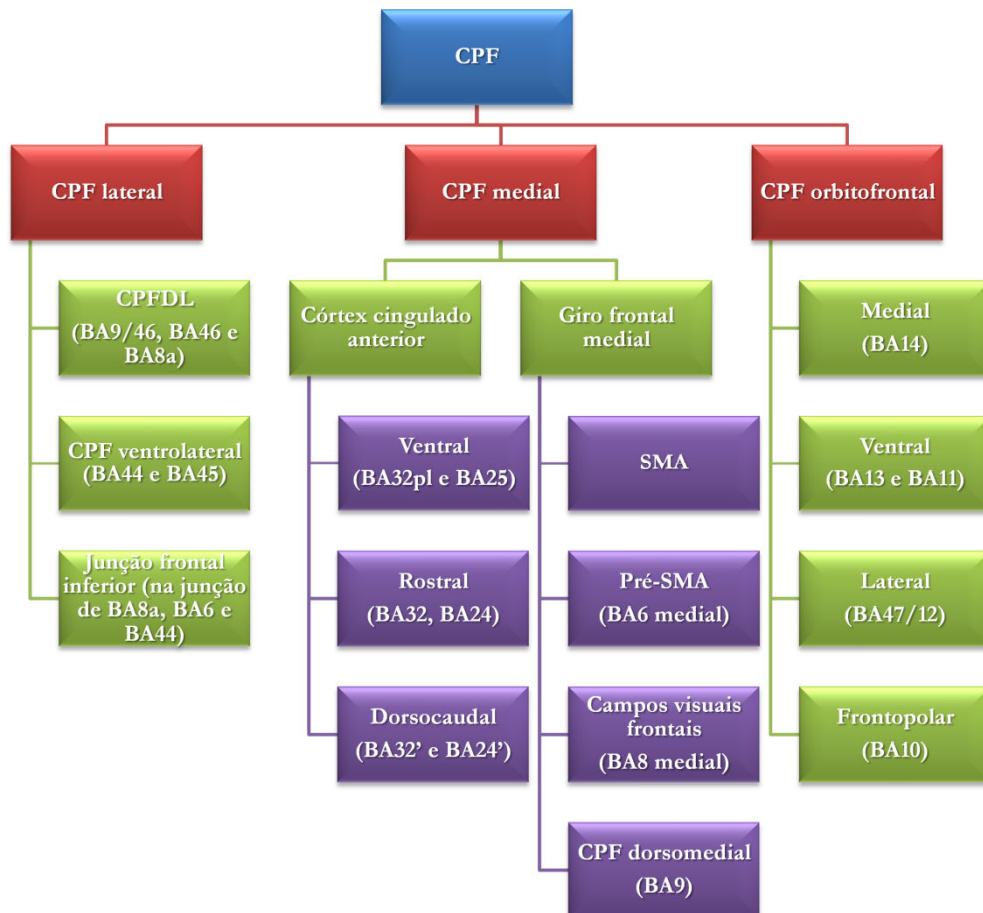 CPF
CPF lateral
CPF medial
CPF orbitofrontal
CPFDL
(BA9/46, BA46 e
BA8a)
CPF ventrolateral
(BA44 e BA45)
Junção frontal
inferior (na junção
de BA8a, BA6 e
BA44)
Córtex cingulado
anterior
Ventral
(BA32pl e BA25)
Rostral
(BA32, BA24)
Dorsocaudal
(BA32’ e BA24’)
Giro frontal
medial
SMA
Pré-SMA
(BA6 medial)
Campos visuais
frontais
(BA8 medial)
CPF dorsomedial
(BA9)
Medial
(BA14)
Ventral
(BA13 e BA11)
Lateral
(BA47/12)
Frontopolar
(BA10)